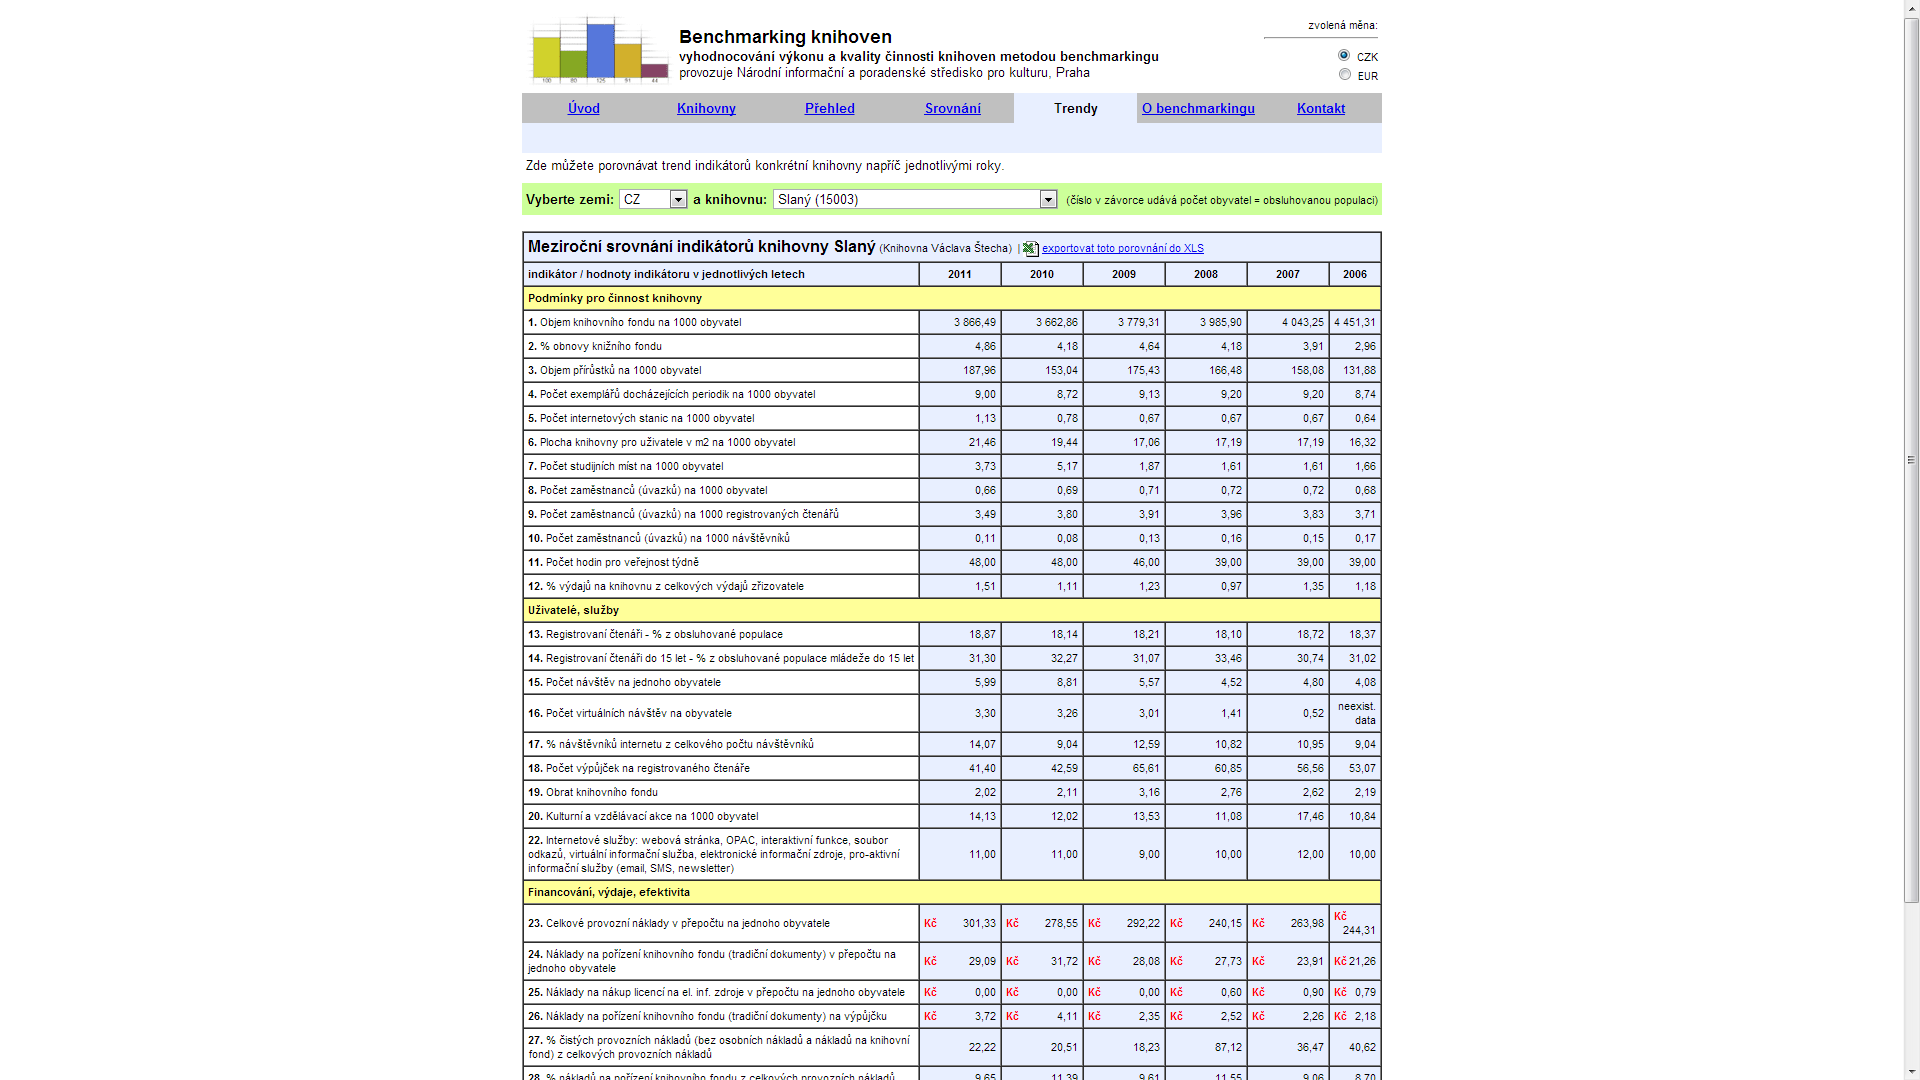 Benchmarking knihoven
vyhodnocování výkonu a kvality činnosti knihoven metodou benchmarkingu
provozuje Národní informační a poradenské středisko pro kulturu, Praha
zvolená měna:
CZK
EUR
100 80 125 91 44
Úvod Knihovny Přehled Srovnání Trendy O benchmarkingu Kontakt
Zde můžete porovnávat trend indikátorů konkrétní knihovny napříč jednotlivými roky.
Vyberte zemi: CZ a knihovnu: Slaný (15003) (číslo v závorce udává počet obyvatel = obsluhovanou populaci)
Meziroční srovnání indikátorů knihovny Slaný (Knihovna Václava Štecha) | exportovat toto porovnání do XLS
indikátor / hodnoty indikátoru v jednotlivých letech 2011 2010 2009 2008 2007 2006
Podmínky pro činnost knihovny
1. Objem knihovního fondu na 1000 obyvatel 3 866,49 3 662,86 3 779,31 3 985,90 4 043,25 4 451,31
2. % obnovy knižního fondu 4,86 4,18 4,64 4,18 3,91 2,96
3. Objem přírůstků na 1000 obyvatel 187,96 153,04 175,43 166,48 158,08 131,88
4. Počet exemplářů docházejících periodik na 1000 obyvatel 9,00 8,72 9,13 9,20 9,20 8,74
5. Počet internetových stanic na 1000 obyvatel 1,13 0,78 0,67 0,67 0,67 0,64
6. Plocha knihovny pro uživatele v m2 na 1000 obyvatel 21,46 19,44 17,06 17,19 17,19 16,32
7. Počet studijních míst na 1000 obyvatel 3,73 5,17 1,87 1,61 1,61 1,66
8. Počet zaměstnanců (úvazků) na 1000 obyvatel 0,66 0,69 0,71 0,72 0,72 0,68
9. Počet zaměstnanců (úvazků) na 1000 registrovaných čtenářů 3,49 3,80 3,91 3,96 3,83 3,71
10. Počet zaměstnanců (úvazků) na 1000 návštěvníků 0,11 0,08 0,13 0,16 0,15 0,17
11. Počet hodin pro veřejnost týdně 48,00 48,00 46,00 39,00 39,00 39,00
12. % výdajů na knihovnu z celkových výdajů zřizovatele 1,51 1,11 1,23 0,97 1,35 1,18
Uživatelé, služby
13. Registrovaní čtenáři - % z obsluhované populace 18,87 18,14 18,21 18,10 18,72 18,37
14. Registrovaní čtenáři do 15 let - % z obsluhované populace mládeže do 15 let 31,30 32,27 31,07 33,46 30,74 31,02
15. Počet návštěv na jednoho obyvatele 5,99 8,81 5,57 4,52 4,80 4,08
16. Počet virtuálních návštěv na obyvatele 3,30 3,26 3,01 1,41 0,52 neexist.
data
17. % návštěvníků internetu z celkového počtu návštěvníků 14,07 9,04 12,59 10,82 10,95 9,04
18. Počet výpůjček na registrovaného čtenáře 41,40 42,59 65,61 60,85 56,56 53,07
19. Obrat knihovního fondu 2,02 2,11 3,16 2,76 2,62 2,19
20. Kulturní a vzdělávací akce na 1000 obyvatel 14,13 12,02 13,53 11,08 17,46 10,84
22. Internetové služby: webová stránka, OPAC, interaktivní funkce, soubor
odkazů, virtuální informační služba, elektronické informační zdroje, pro-aktivní
informační služby (email, SMS, newsletter) 11,00 11,00 9,00 10,00 12,00 10,00
Financování, výdaje, efektivita
23. Celkové provozní náklady v přepočtu na jednoho obyvatele Kč 301,33 Kč 278,55 Kč 292,22 Kč 240,15 Kč 263,98 Kč
244,31
24. Náklady na pořízení knihovního fondu (tradiční dokumenty) v přepočtu na
jednoho obyvatele Kč 29,09 Kč 31,72 Kč 28,08 Kč 27,73 Kč 23,91 Kč 21,26
25. Náklady na nákup licencí na el. inf. zdroje v přepočtu na jednoho obyvatele Kč 0,00 Kč 0,00 Kč 0,00 Kč 0,60 Kč 0,90 Kč 0,79
26. Náklady na pořízení knihovního fondu (tradiční dokumenty) na výpůjčku Kč 3,72 Kč 4,11 Kč 2,35 Kč 2,52 Kč 2,26 Kč 2,18
27. % čistých provozních nákladů (bez osobních nákladů a nákladů na knihovní
fond) z celkových provozních nákladů 22,22 20,51 18,23 87,12 36,47 40,62
28. % nákladů na pořízení knihovního fondu z celkových provozních nákladů 9,65 11,39 9,61 11,55 9,06 8,70